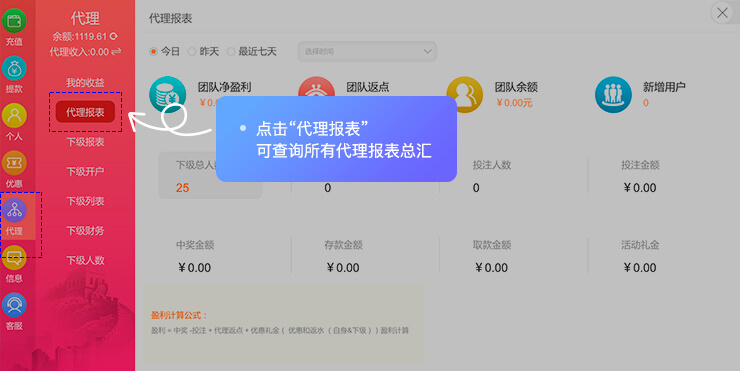 充值
提款
个人
优惠
代理
信息
客服
代理
余额:1119.61
代理收入:0.00
我的收益
代理报表
下级报表
下级开户
下级列表
下级财务
下级人数
代理报表
今日 昨天 最近七天 选择时间
团队净盈利
团队返点
团队余额
¥0.00元
新增用户
0
点击“代理报表”
可查询所有代理报表总汇
下级总人
25
0
投注人数
0
投注金额
¥0.00
中奖金额
¥0.00
存款金额
¥0.00
取款金额
¥0.00
活动礼金
¥0.00
盈利计算公式：
盈利 = 中奖 -投注 + 代理返点 + 优惠礼金 ( 优惠和返水 (自身&下级) ) 盈利计算